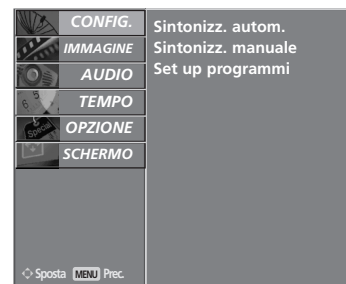 CONFIG.
IMMAGINE
AUDIO
TEMPO
OPZIONE
SCHERMO
Sintonizz. autom.
Sintonizz. manuale
Set up programmi
Sposta MENU Prec.